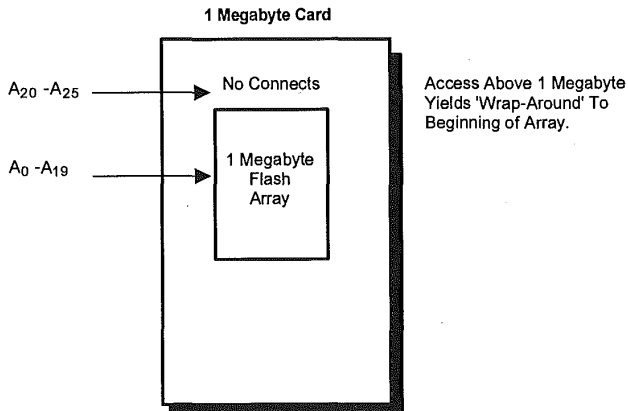 1 Megabyte Card
A20 -A25
No Connects
Access Above 1 Megabyte
Yields 'Wrap-Around' To
Beginning of Array.
A0 -A19
1 Megabyte
Flash
Array